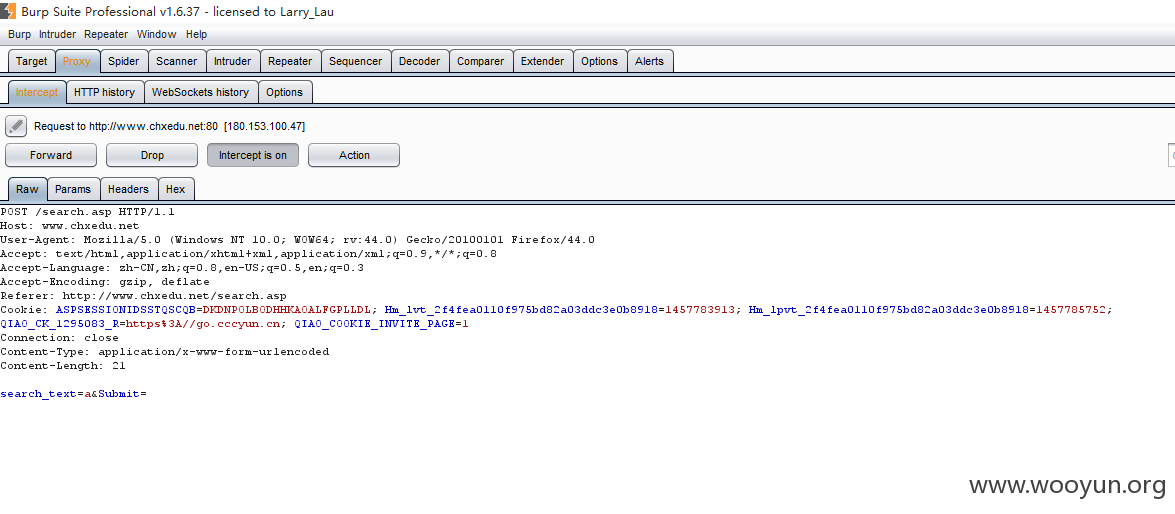 Burp Suite Professional v1.6.37 - licensed to Larry_Lau
Burp Intruder Repeater Window Help
Target Proxy Spider Scanner Intruder Repeater Sequencer Decoder Comparer Extender Options Alerts
Intercept HTTP history WebSockets history Options
Request to http://www.chxedu.net:80 [180.153.100.47]
Forward Drop Intercept is on Action
Raw Params Headers Hex
POST /search.asp HTTP/1.1
Host: www.chxedu.net
User-Agent: Mozilla/5.0 (Windows NT 10.0; WOW64; rv:44.0) Gecko/20100101 Firefox/44.0
Accept: text/html,application/xhtml+xml,application/xml;q=0.9,*/*;q=0.8
Accept-Language: zh-CN,zh;q=0.8,en-US;q=0.5,en;q=0.3
Accept-Encoding: gzip, deflate
Referer: http://www.chxedu.net/search.asp
Cookie: ASPSESSIONIDSSTQSCQB=DKDNPOLBODHHKAOALFGPLLDL; Hm_lvt_2f4fea0110f975bd82a03ddc3e0b8918=1457783913; Hm_lpvt_2f4fea0110f975bd82a03ddc3e0b8918=1457785752;
QIAO_CK_1295083_R=https%3A//go.cccyun.cn; QIAO_COOKIE_INVITE_PAGE=1
Connection: close
Content-Type: application/x-www-form-urlencoded
Content-Length: 21
search_text=a&Submit=
www.wooyun.org